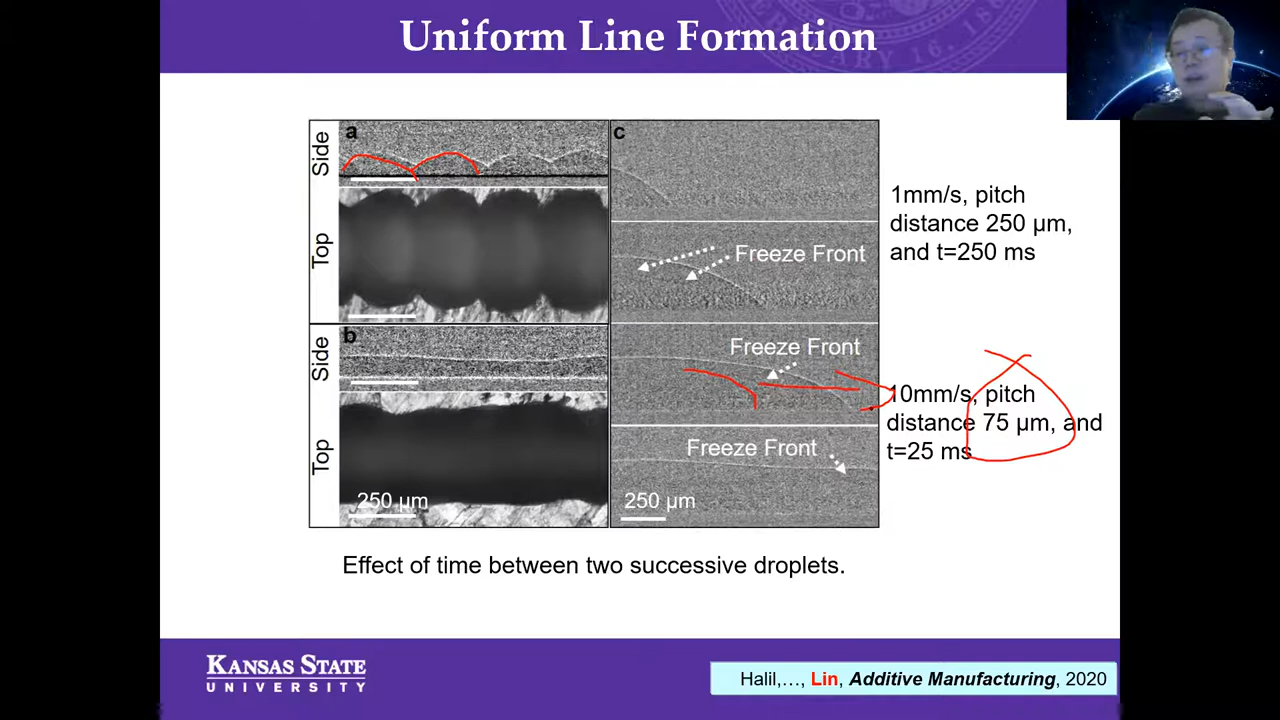 Uniform Line Formation
a
Side
Top
b
Side
Top
250 μm
c
Freeze Front
Freeze Front
Freeze Front
250 μm
1mm/s, pitch
distance 250 μm,
and t=250 ms
10mm/s, pitch
distance 75 μm, and
t=25 ms
Effect of time between two successive droplets.
KANSAS STATE
UNIVERSITY
Halil,…, Lin, Additive Manufacturing, 2020